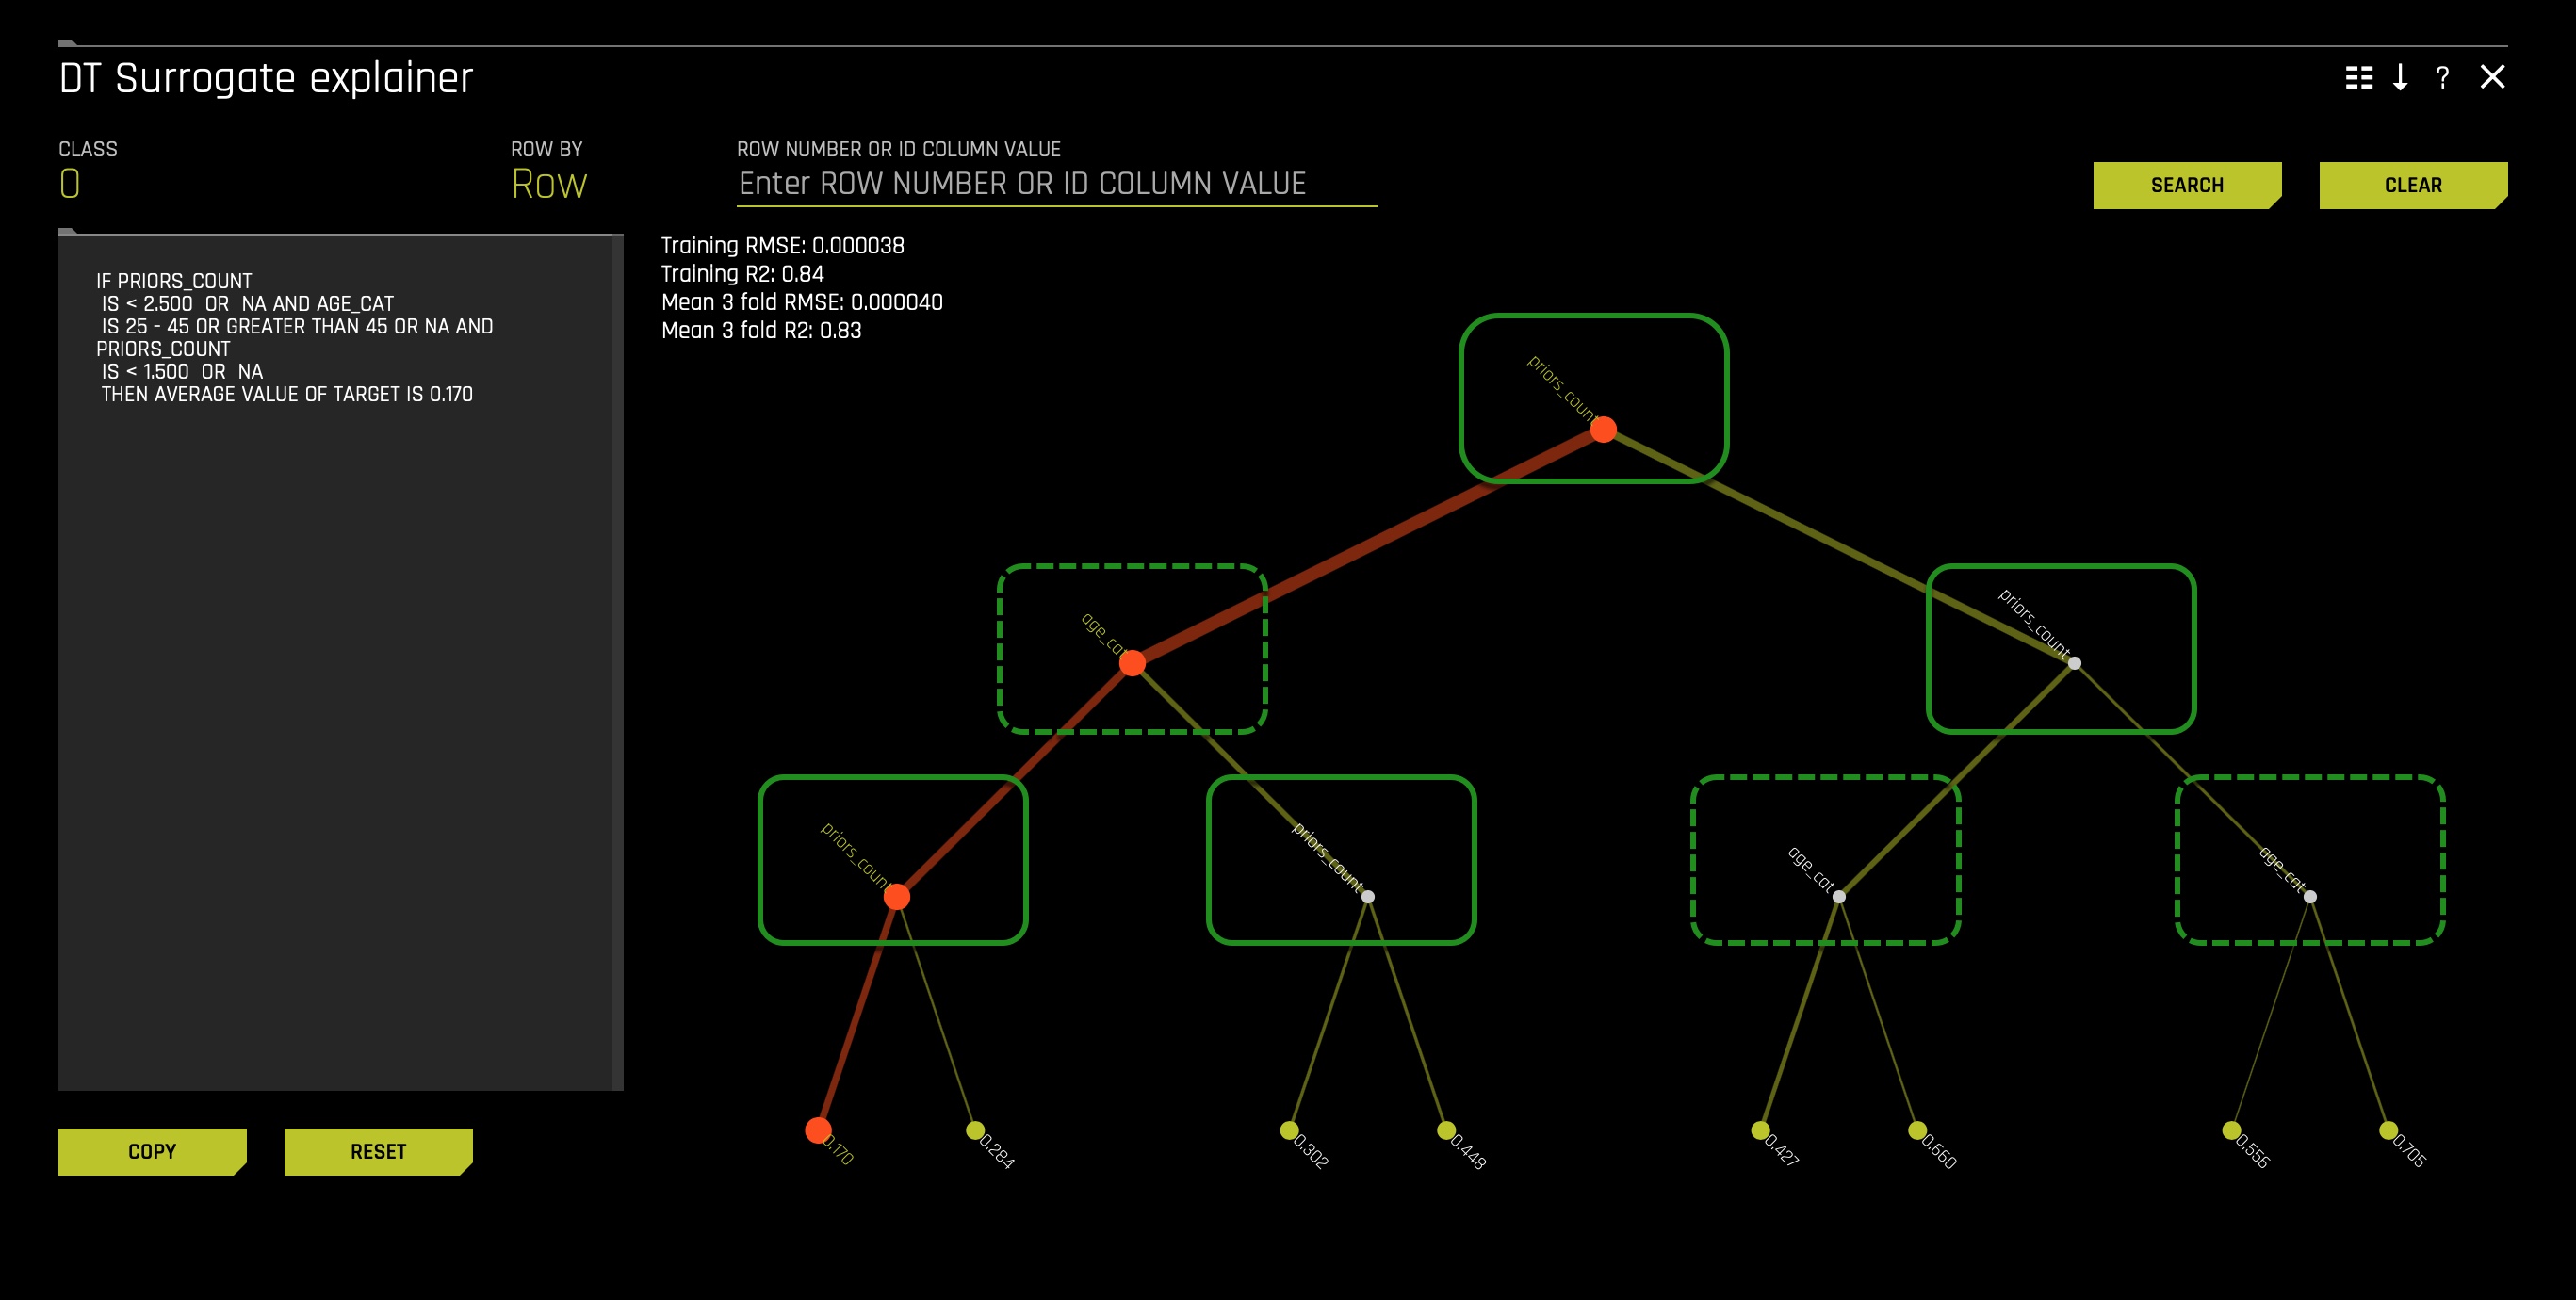 DT Surrogate explainer
?
CLASS
0
ROW BY
Row
ROW NUMBER OR ID COLUMN VALUE
Enter ROW NUMBER OR ID COLUMN VALUE
SEARCH
CLEAR
IF PRIORS_COUNT
IS < 2.500 OR NA AND AGE_CAT
IS 25 - 45 OR GREATER THAN 45 OR NA AND
PRIORS_COUNT
IS < 1.500 OR NA
THEN AVERAGE VALUE OF TARGET IS 0.170
Training RMSE: 0.000038
Training R2: 0.84
Mean 3 fold RMSE: 0.000040
Mean 3 fold R2: 0.83
priors_count
age_cat
priors_count
priors_count
priors_count
age_cat
age_cat
0.170
0.284
0.302
0.448
0.427
0.660
0.556
0.705
COPY
RESET